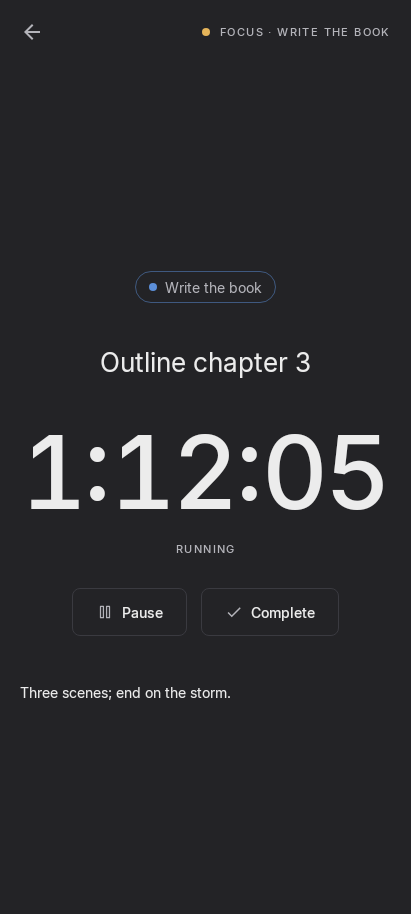 FOCUS · WRITE THE BOOK
Write the book
Outline chapter 3
1:12:05
RUNNING
Pause
Complete
Three scenes; end on the storm.